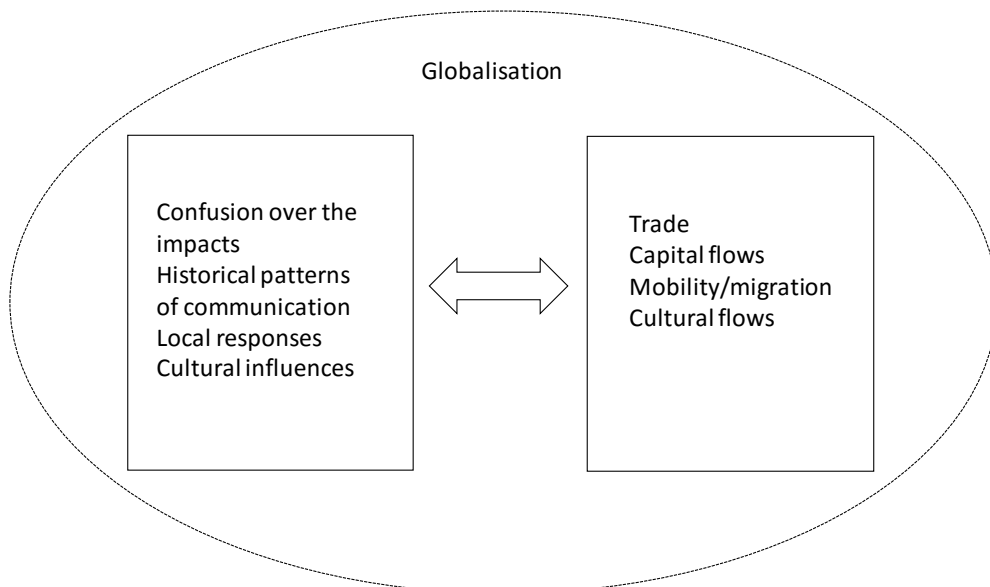 Globalisation
Confusion over the
impacts
Historical patterns
of communication
Local responses
Cultural influences
Trade
Capital flows
Mobility/migration
Cultural flows